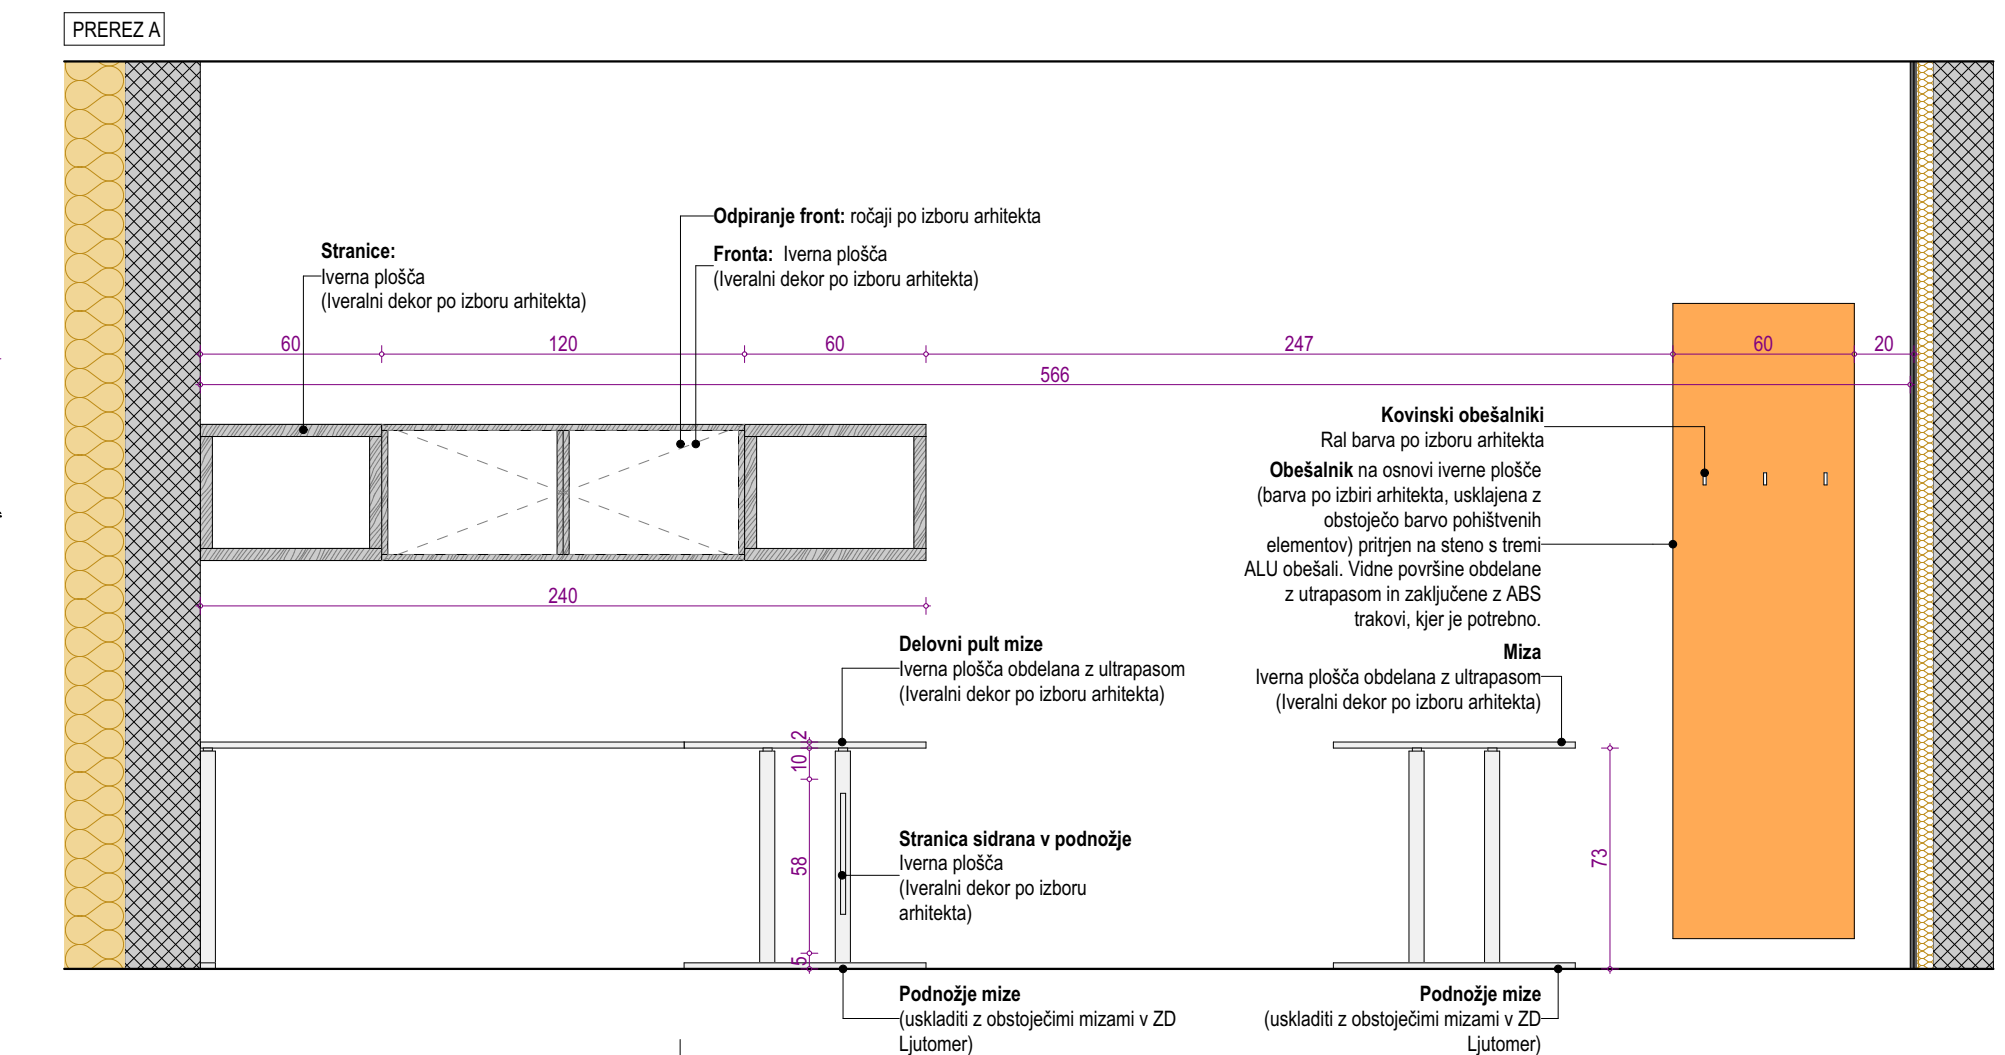 PREREZ A
Odpiranje front: ročaji po izboru arhitekta
Stranice:
Iverna plošča
(Iveralni dekor po izboru arhitekta)
Fronta: Iverna plošča
(Iveralni dekor po izboru arhitekta)
60
120
60
247
60
20
566
Kovinski obešalniki
Ral barva po izboru arhitekta
Obešalnik na osnovi iverne plošče
(barva po izbiri arhitekta, usklajena z
obstoječo barvo pohištvenih
elementov) pritrjen na steno s tremi
ALU obešali. Vidne površine obdelane
z utrapasom in zaključene z ABS
trakovi, kjer je potrebno.
240
Delovni pult mize
Iverna plošča obdelana z ultrapasom
(Iveralni dekor po izboru arhitekta)
Miza
Iverna plošča obdelana z ultrapasom
(Iveralni dekor po izboru arhitekta)
2
10
58
5
73
Stranica sidrana v podnožje
Iverna plošča
(Iveralni dekor po izboru
arhitekta)
Podnožje mize
(uskladiti z obstoječimi mizami v ZD
Ljutomer)
Podnožje mize
(uskladiti z obstoječimi mizami v ZD
Ljutomer)